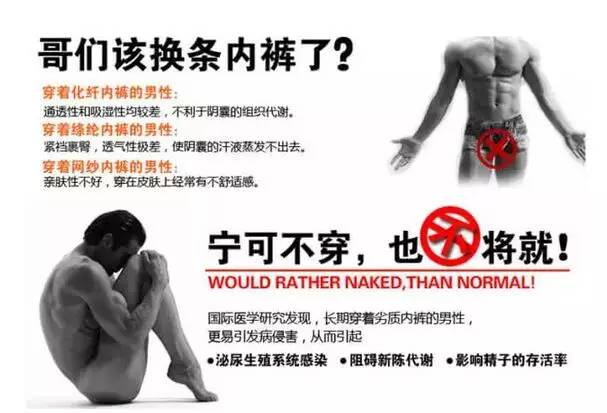 哥们该换条内裤了?
穿着化纤内裤的男性：
通透性和吸湿性均较差，不利于阴囊的组织代谢。
穿着绦纶内裤的男性：
紧裆裹臀，透气性极差，使阴囊的汗液蒸发不出去。
穿着网纱内裤的男性：
亲肤性不好，穿在皮肤上经常有不舒适感。
宁可不穿，也不将就!
WOULD RATHER NAKED,THAN NORMAL!
国际医学研究发现，长期穿着劣质内裤的男性，
更易引发病侵害，从而引起
●泌尿生殖系统感染 ●阻碍新陈代谢 ●影响精子的存活率